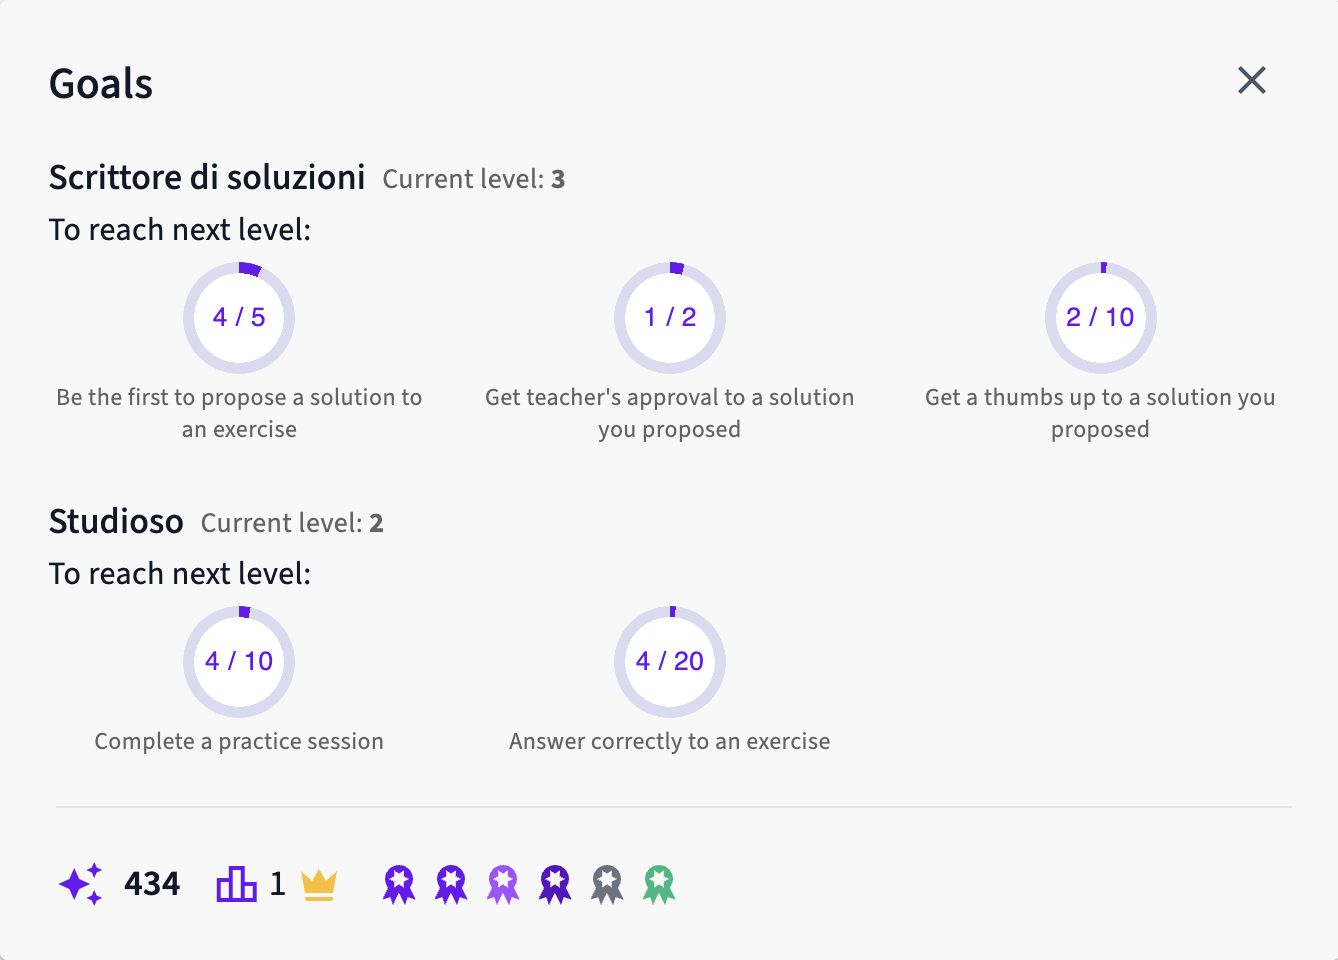 Goals
Scrittore di soluzioni Current level: 3
To reach next level:
4 / 5
1 / 2
2 / 10
Be the first to propose a solution to
an exercise
Get teacher's approval to a solution
you proposed
Get a thumbs up to a solution you
proposed
Studioso Current level: 2
To reach next level:
4 / 10
4 / 20
Complete a practice session
Answer correctly to an exercise
434 1